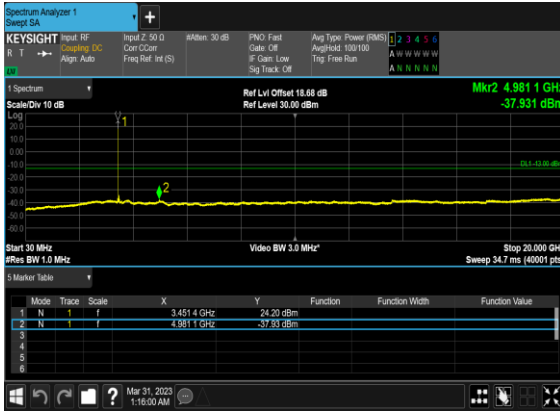 Spectrum Analyzer 1
Swept SA
+
KEYSIGHT Input: RF Input Z: 50 Ω #Atten: 30 dB PNO: Fast Avg Type: Power (RMS) 1 2 3 4 5 6
R T Coupling: DC Corr CCorr Gate: Off Avg|Hold: 100/100 A W W W W W
Align: Auto Freq Ref: Int (S) IF Gain: Low Trig: Free Run
Sig Track: Off A N N N N N
1 Spectrum Ref Lvl Offset 18.68 dB Mkr2 4.981 1 GHz
Scale/Div 10 dB Ref Level 30.00 dBm -37.931 dBm
Log
20.0
10.0
0.00
-10.0
-20.0
-30.0
-40.0
-50.0
-60.0
1
2
DL1 -13.00 dBm
Start 30 MHz Video BW 3.0 MHz* Stop 20.000 GHz
#Res BW 1.0 MHz Sweep 34.7 ms (40001 pts)
5 Marker Table
Mode Trace Scale X Y Function Function Width Function Value
1 N 1 f 3.451 4 GHz 24.20 dBm
2 N 1 f 4.981 1 GHz -37.93 dBm
3
4
5
6
? Mar 31, 2023
1:16:00 AM